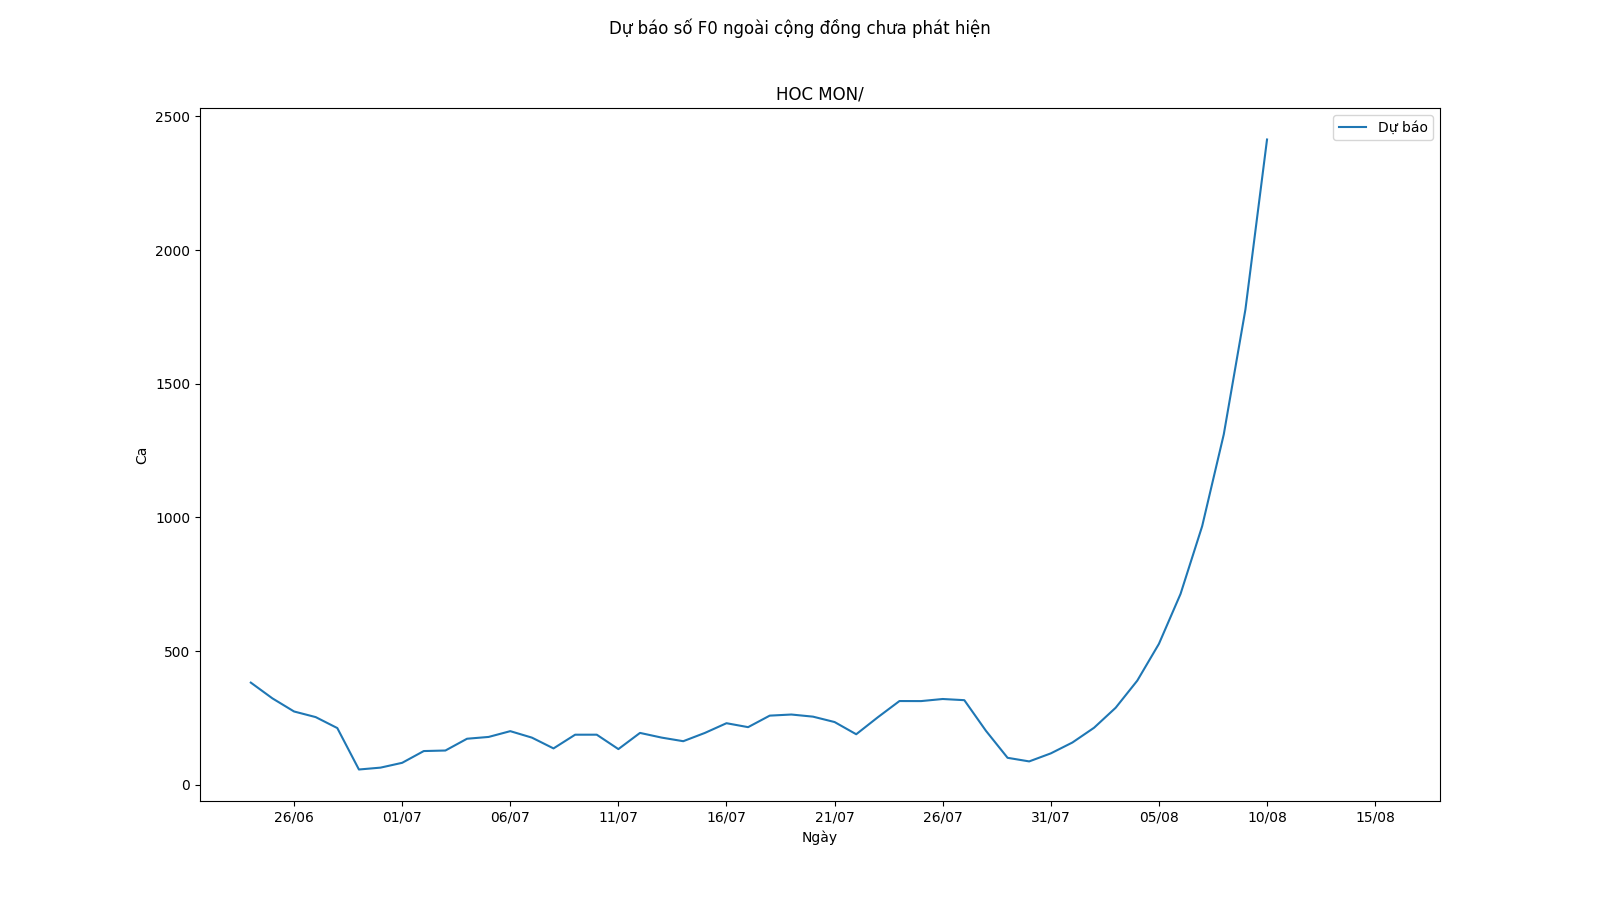 Dự báo số F0 ngoài cộng đồng chưa phát hiện
HOC MON/
Dự báo
2500
2000
1500
1000
500
0
Ca
26/06 01/07 06/07 11/07 16/07 21/07 26/07 31/07 05/08 10/08 15/08
Ngày